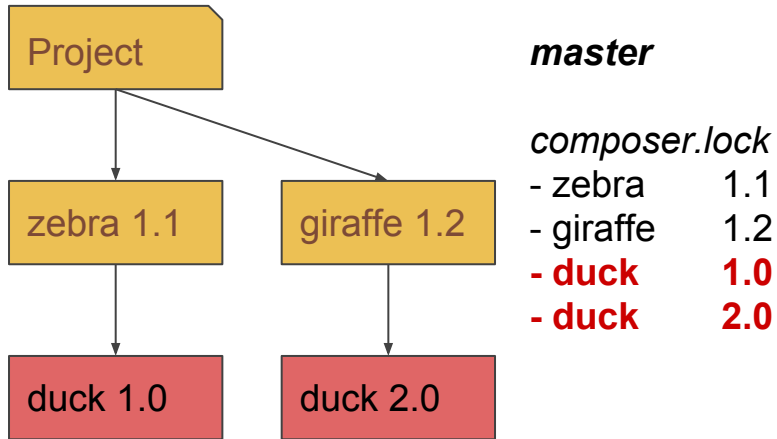 Project
zebra 1.1
giraffe 1.2
duck 1.0
duck 2.0
master
composer.lock
- zebra 1.1
- giraffe 1.2
- duck 1.0
- duck 2.0